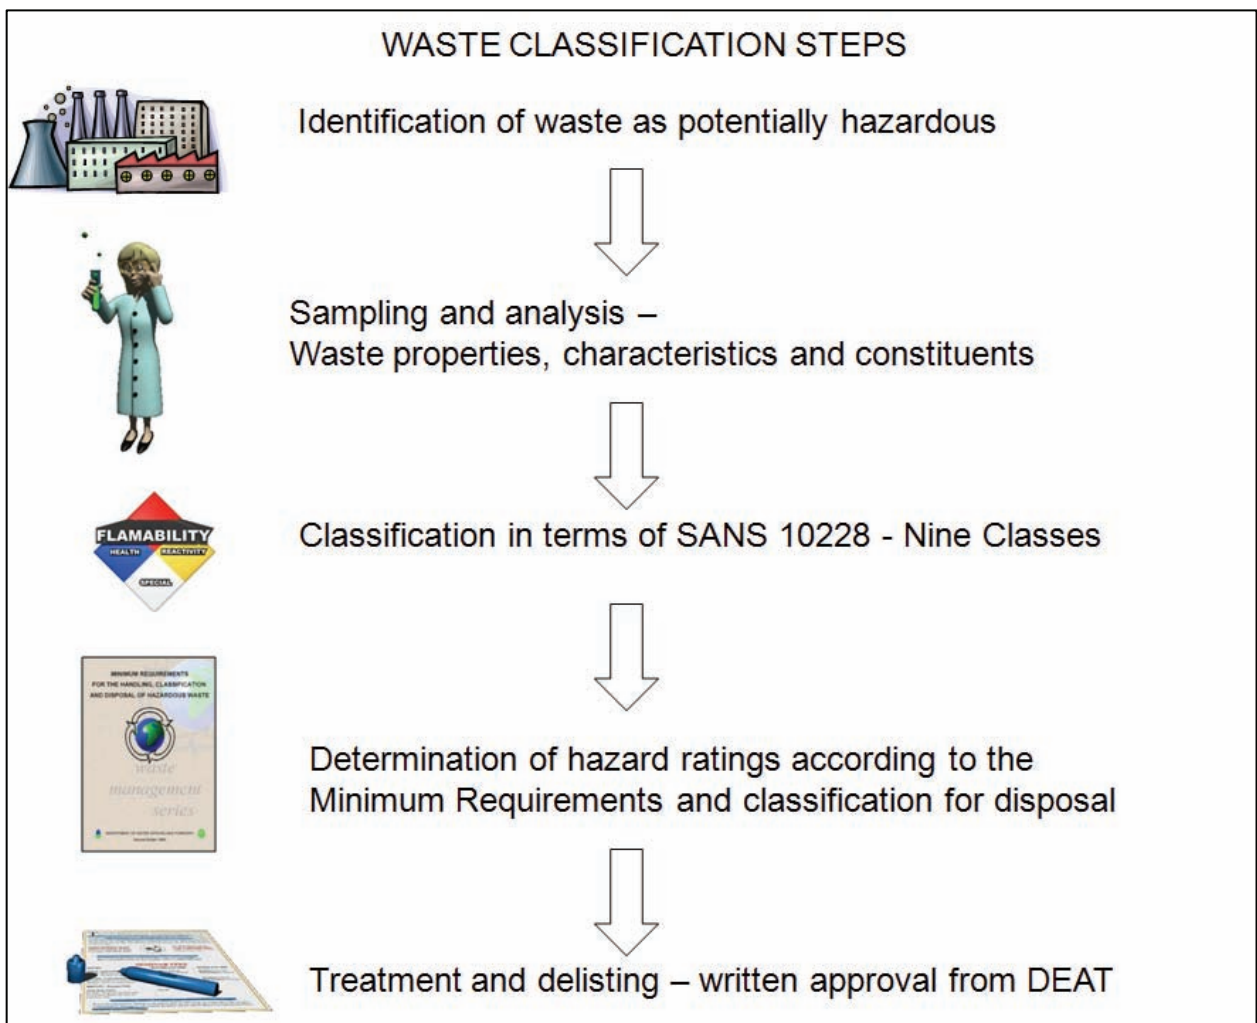 WASTE CLASSIFICATION STEPS
Identification of waste as potentially hazardous
Sampling and analysis –
Waste properties, characteristics and constituents
FLAMABILITY
HEALTH
REACTIVITY
SPECIAL
Classification in terms of SANS 10228 - Nine Classes
MINIMUM REQUIREMENTS
FOR THE HANDLING, CLASSIFICATION
AND DISPOSAL OF HAZARDOUS WASTE
waste
management
series
Determination of hazard ratings according to the
Minimum Requirements and classification for disposal
Treatment and delisting – written approval from DEAT